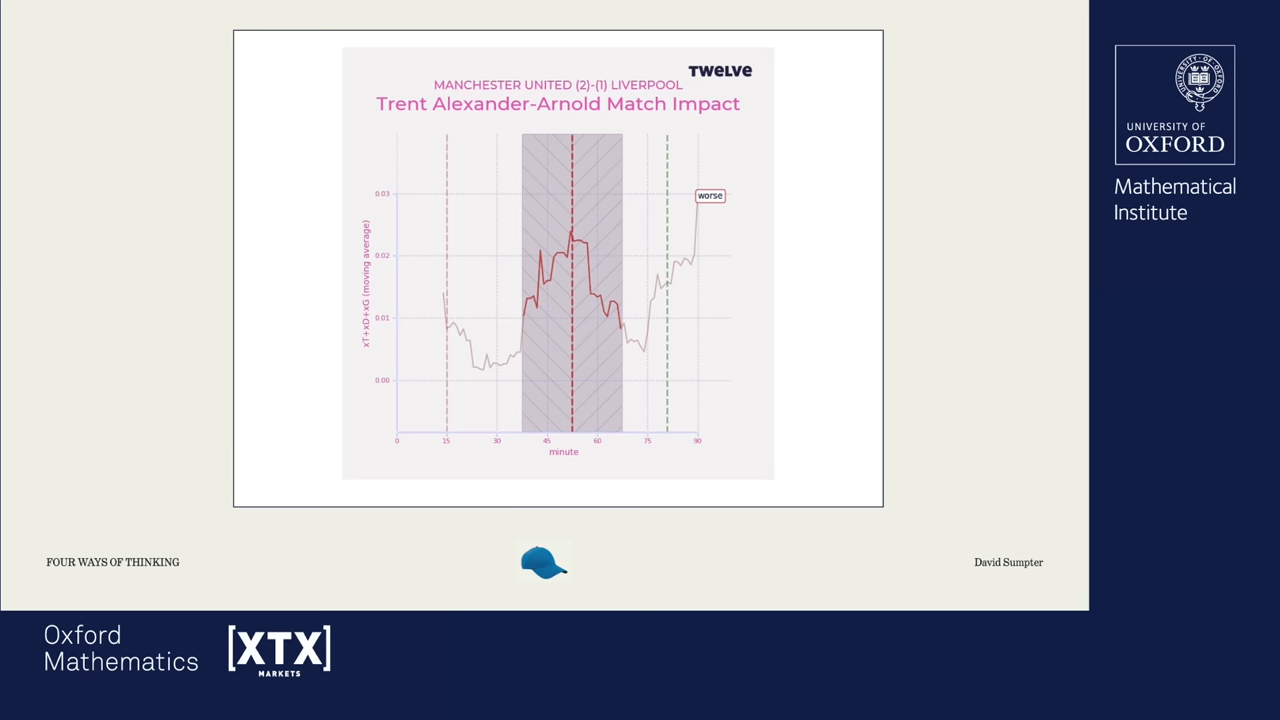 TWELVE
MANCHESTER UNITED (2)-(1) LIVERPOOL
Trent Alexander-Arnold Match Impact
worse
0.03
0.02
0.01
0.00
xT+xD+xG (moving average)
0 15 30 45 60 75 90
minute
FOUR WAYS OF THINKING
David Sumpter
UNIVERSITY OF
OXFORD
Mathematical
Institute
Oxford
Mathematics
[XTX]
MARKETS